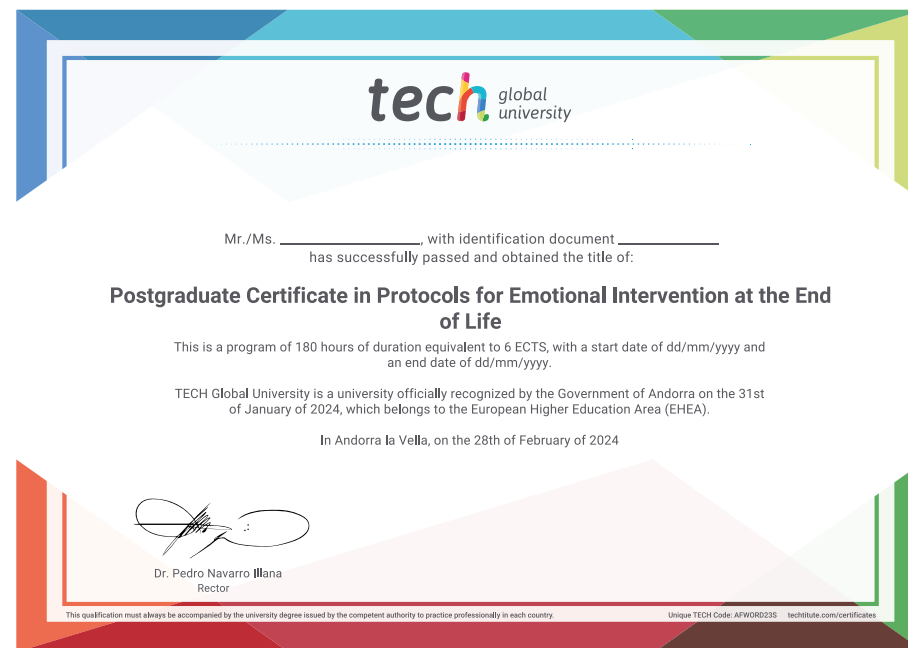 tech global university
Mr./Ms. ____________________, with identification document ______________
has successfully passed and obtained the title of:
Postgraduate Certificate in Protocols for Emotional Intervention at the End
of Life
This is a program of 180 hours of duration equivalent to 6 ECTS, with a start date of dd/mm/yyyy and
an end date of dd/mm/yyyy.
TECH Global University is a university officially recognized by the Government of Andorra on the 31st
of January of 2024, which belongs to the European Higher Education Area (EHEA).
In Andorra la Vella, on the 28th of February of 2024
Dr. Pedro Navarro Illana
Rector
This qualification must always be accompanied by the university degree issued by the competent authority to practice professionally in each country.
Unique TECH Code: AFWORD23S techtitute.com/certificates